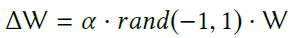 ΔW = α · rand(−1, 1) · W